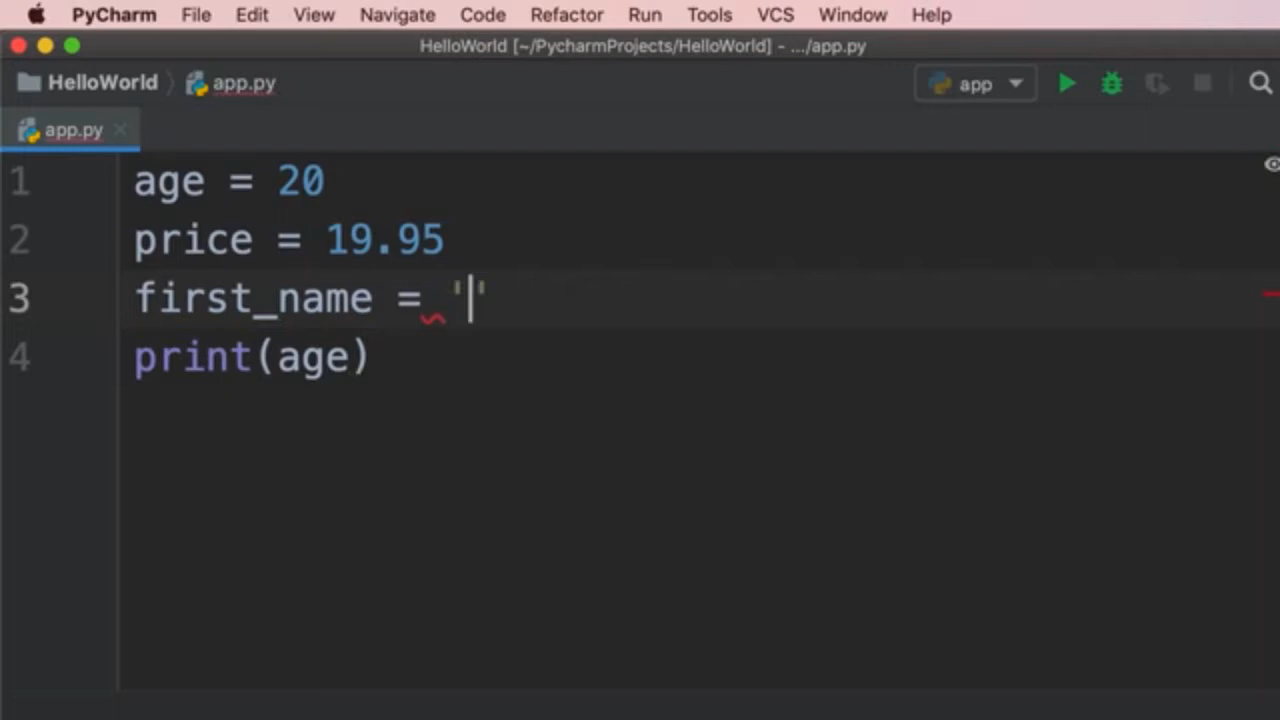 PyCharm File Edit View Navigate Code Refactor Run Tools VCS Window Help
HelloWorld [~/PycharmProjects/HelloWorld] - .../app.py
HelloWorld app.py app
app.py
1 age = 20
2 price = 19.95
3 first_name = ''
4 print(age)